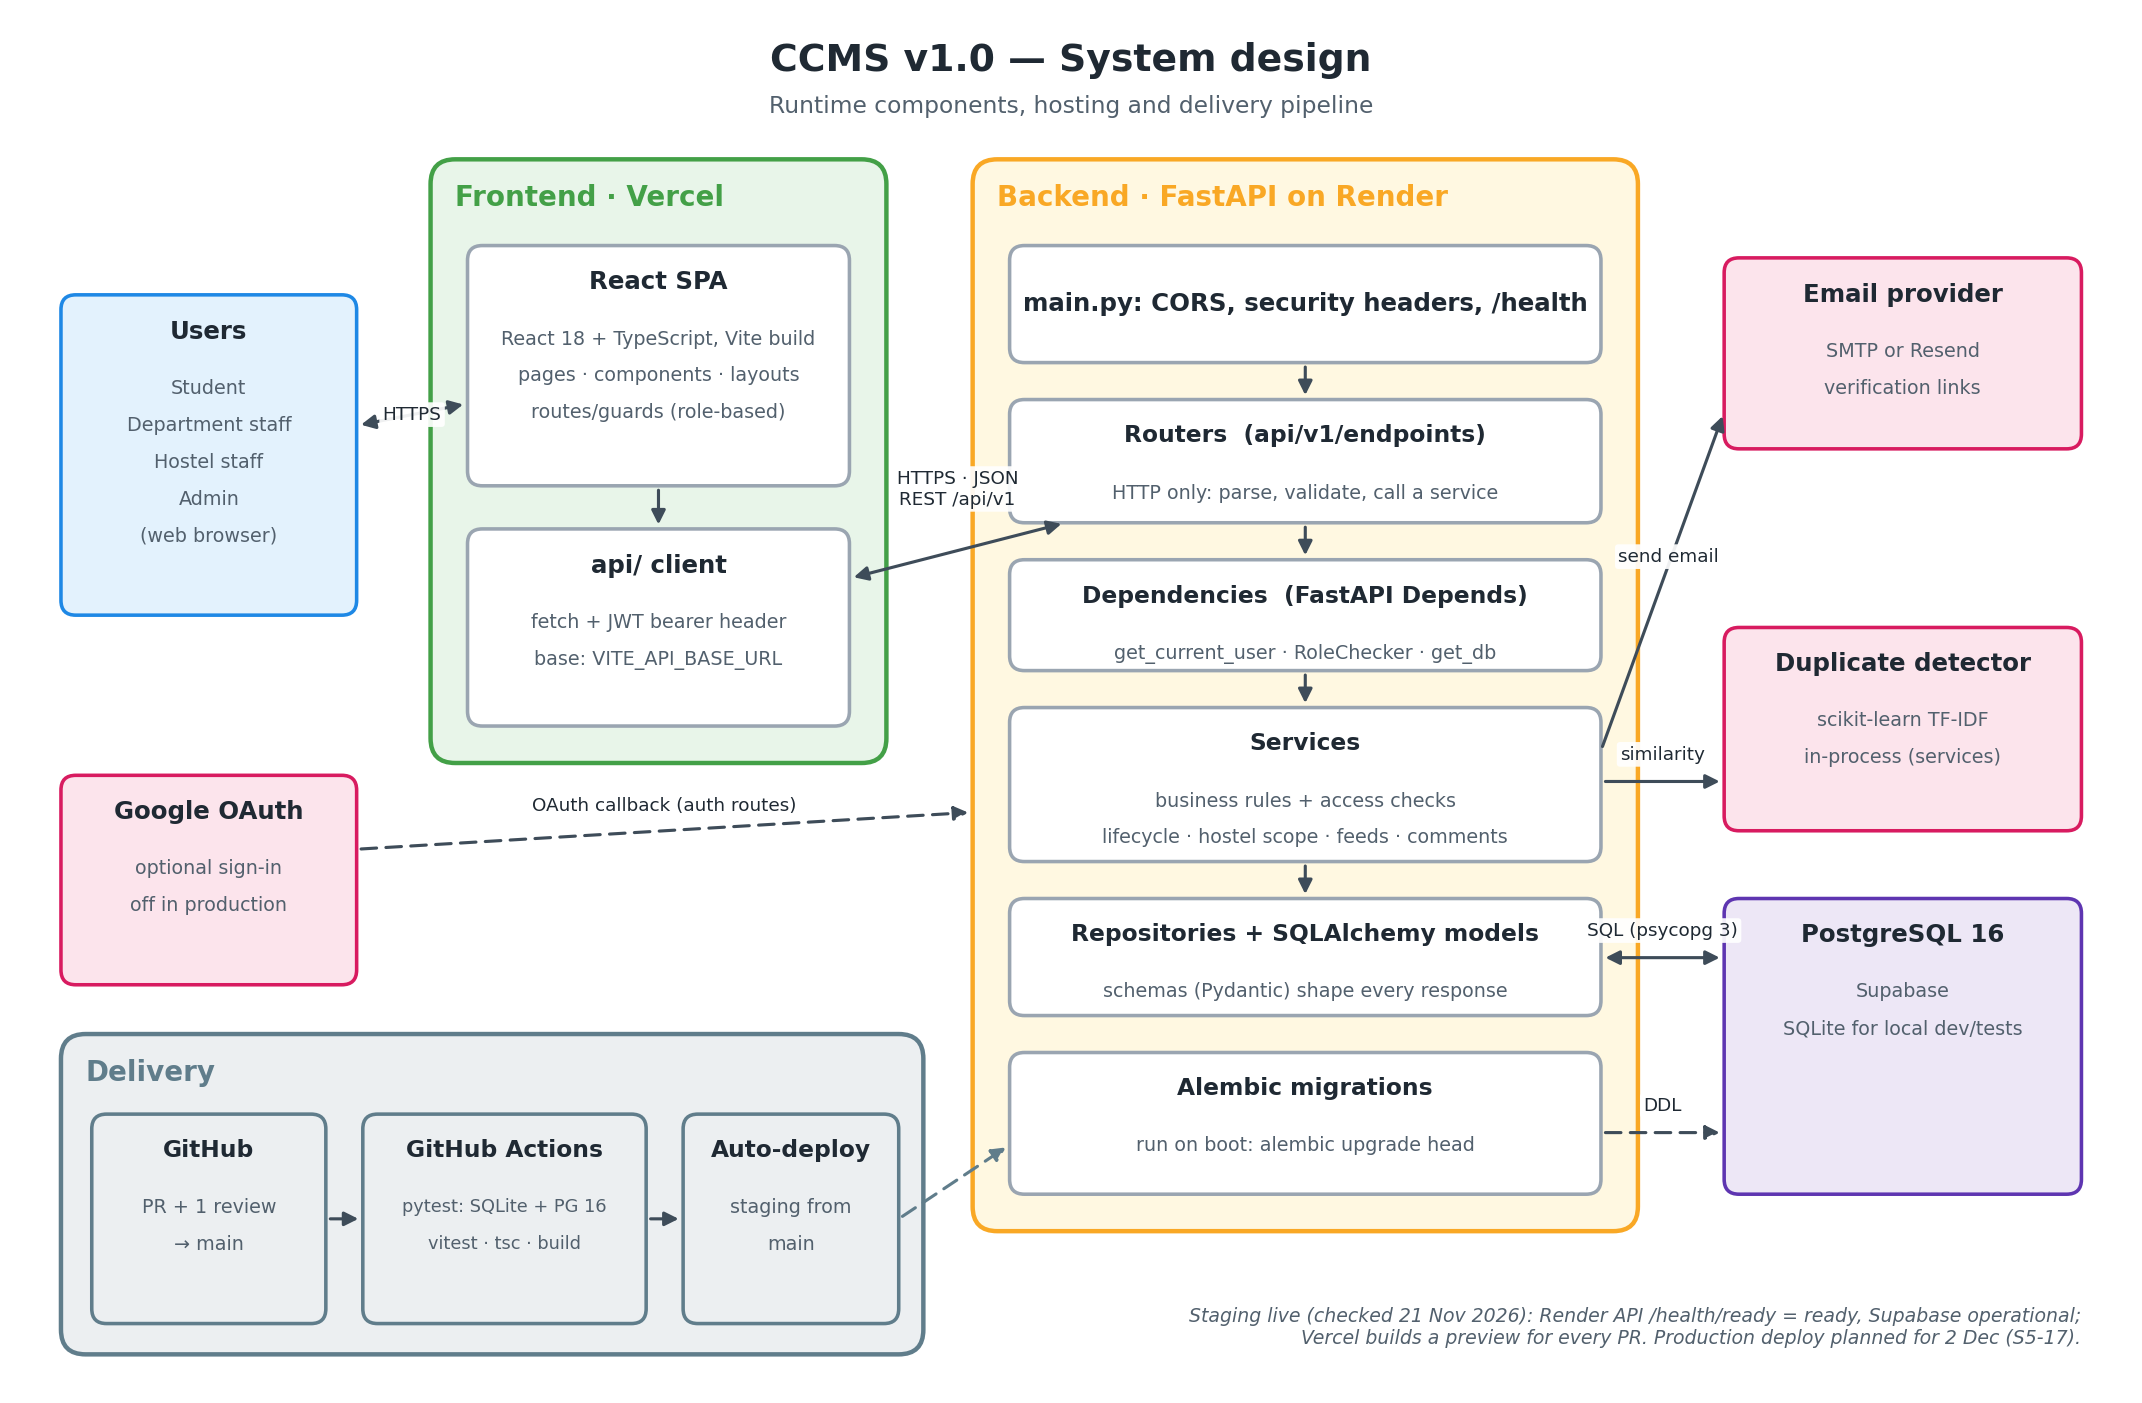 CCMS v1.0 — System design
Runtime components, hosting and delivery pipeline
Users
Student
Department staff
Hostel staff
Admin
(web browser)
HTTPS
Frontend · Vercel
React SPA
React 18 + TypeScript, Vite build
pages · components · layouts
routes/guards (role-based)
api/ client
fetch + JWT bearer header
base: VITE_API_BASE_URL
HTTPS · JSON
REST /api/v1
Backend · FastAPI on Render
main.py: CORS, security headers, /health
Routers (api/v1/endpoints)
HTTP only: parse, validate, call a service
Dependencies (FastAPI Depends)
get_current_user · RoleChecker · get_db
Services
business rules + access checks
lifecycle · hostel scope · feeds · comments
Repositories + SQLAlchemy models
schemas (Pydantic) shape every response
Alembic migrations
run on boot: alembic upgrade head
send email
similarity
SQL (psycopg 3)
DDL
Email provider
SMTP or Resend
verification links
Duplicate detector
scikit-learn TF-IDF
in-process (services)
PostgreSQL 16
Supabase
SQLite for local dev/tests
Google OAuth
optional sign-in
off in production
OAuth callback (auth routes)
Delivery
GitHub
PR + 1 review
→ main
GitHub Actions
pytest: SQLite + PG 16
vitest · tsc · build
Auto-deploy
staging from
main
Staging live (checked 21 Nov 2026): Render API /health/ready = ready, Supabase operational;
Vercel builds a preview for every PR. Production deploy planned for 2 Dec (S5-17).